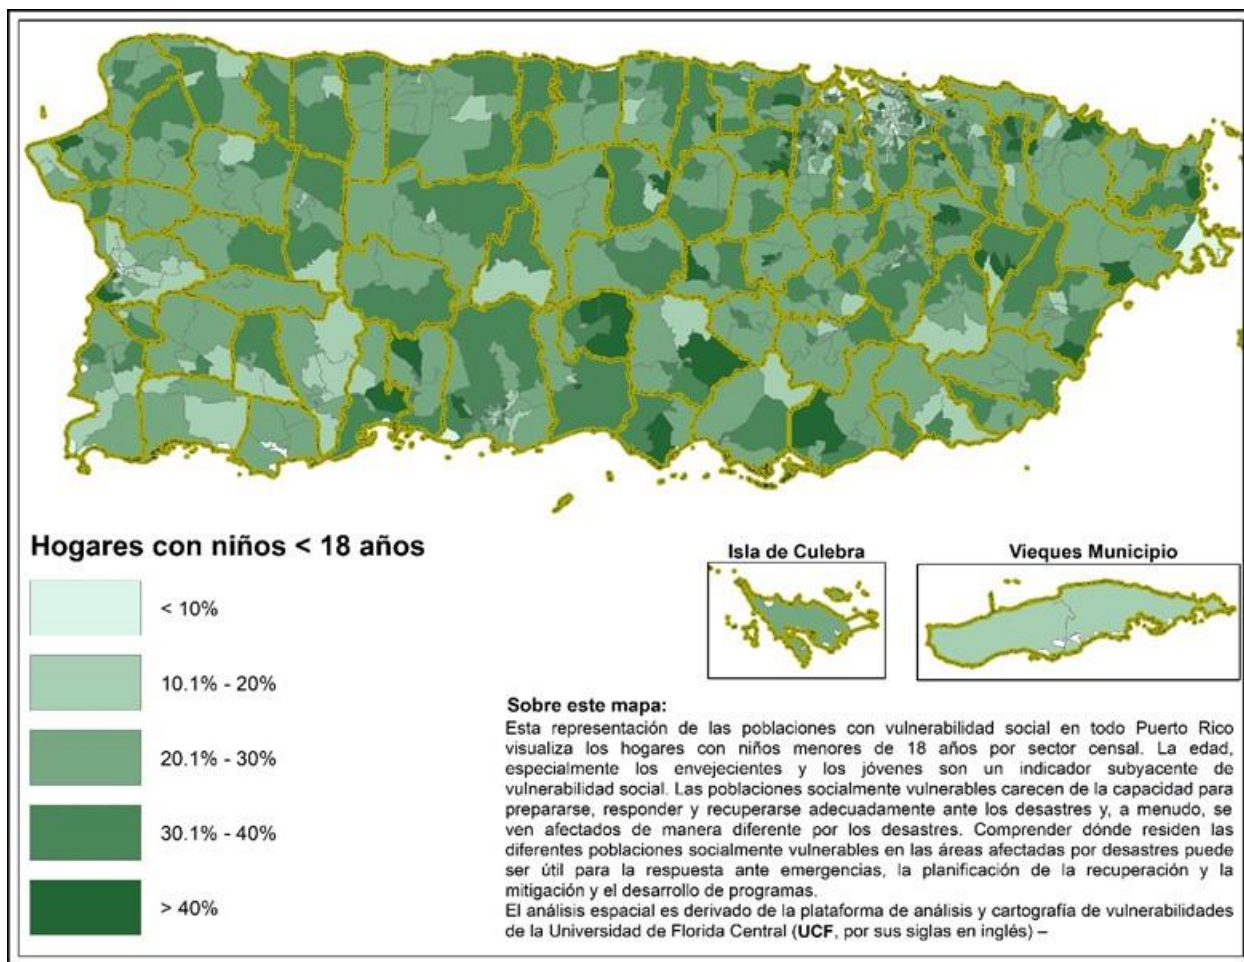 Hogares con niños < 18 años
< 10%
10.1% - 20%
20.1% - 30%
30.1% - 40%
> 40%
Isla de Culebra
Vieques Municipio
Sobre este mapa:
Esta representación de las poblaciones con vulnerabilidad social en todo Puerto Rico
visualiza los hogares con niños menores de 18 años por sector censal. La edad,
especialmente los envejecientes y los jóvenes son un indicador subyacente de
vulnerabilidad social. Las poblaciones socialmente vulnerables carecen de la capacidad para
prepararse, responder y recuperarse adecuadamente ante los desastres y, a menudo, se
ven afectados de manera diferente por los desastres. Comprender dónde residen las
diferentes poblaciones socialmente vulnerables en las áreas afectadas por desastres puede
ser útil para la respuesta ante emergencias, la planificación de la recuperación y la
mitigación y el desarrollo de programas.
El análisis espacial es derivado de la plataforma de análisis y cartografía de vulnerabilidades
de la Universidad de Florida Central (UCF, por sus siglas en inglés) –